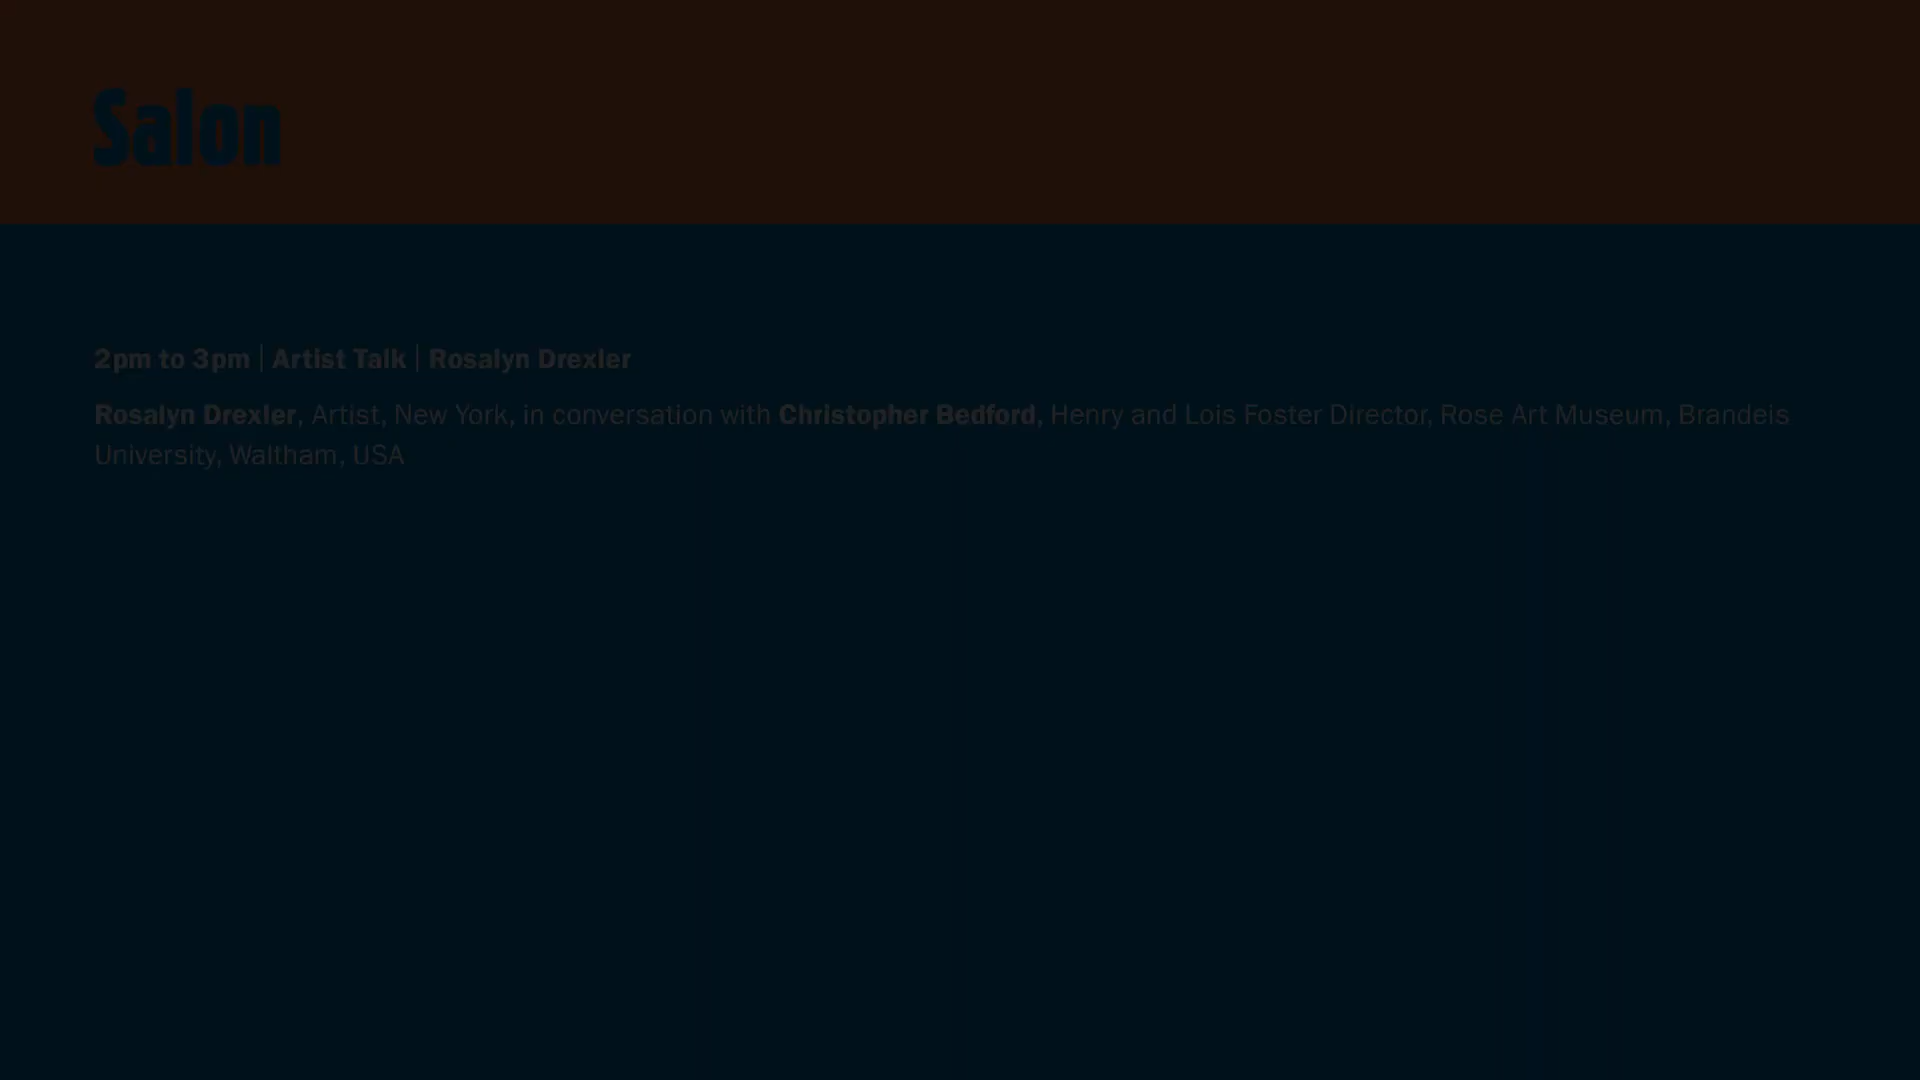 Salon
2pm to 3pm | Artist Talk | Rosalyn Drexler
Rosalyn Drexler, Artist, New York, in conversation with Christopher Bedford, Henry and Lois Foster Director, Rose Art Museum, Brandeis
University, Waltham, USA